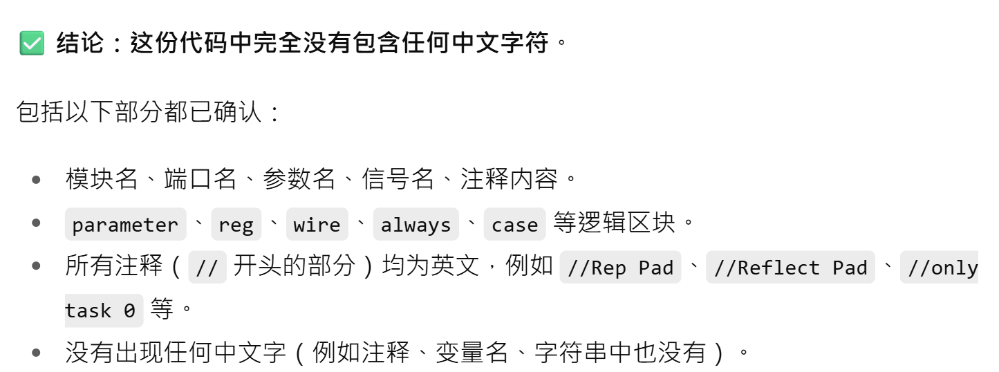 ✅ 结论：这份代码中完全没有包含任何中文字符。
包括以下部分都已确认：
• 模块名、端口名、参数名、信号名、注释内容。
• parameter、reg、wire、always、case 等逻辑区块。
• 所有注释（// 开头的部分）均为英文，例如 //Rep Pad、//Reflect Pad、//only
task 0 等。
• 没有出现任何中文字（例如注释、变量名、字符串中也没有）。